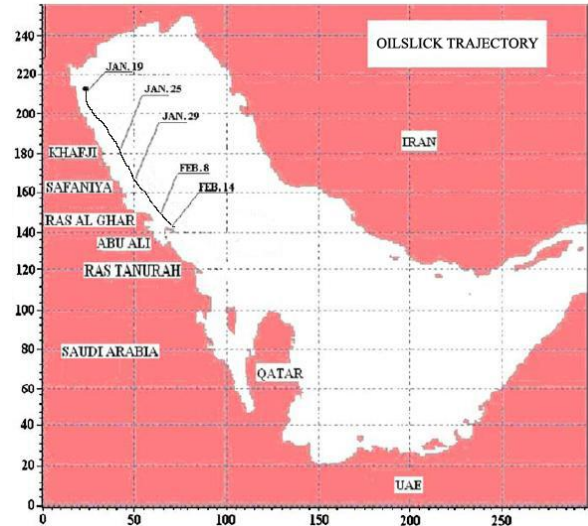 OILSLICK TRAJECTORY
240
220
200
180
160
140
120
100
80
60
40
20
0
JAN. 19
JAN. 25
JAN. 29
FEB. 8
FEB. 14
IRAN
KHAFJI
SAFANIYA
RAS AL GHAR
ABU ALI
RAS TANURAH
SAUDI ARABIA
QATAR
UAE
0 50 100 150 200 250